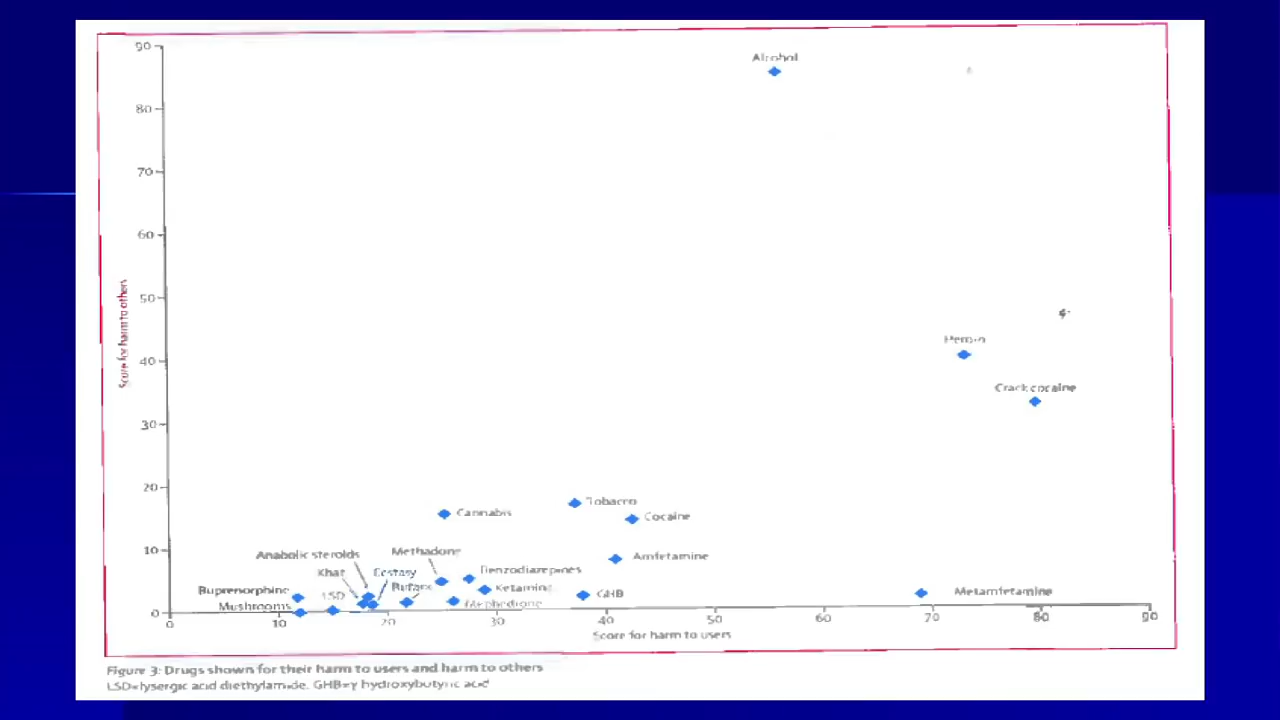 90
Alcohol
80
70
60
50
Score for harm to others
Heroin
40
Crack cocaine
30
20
Tobacco
Cannabis
Cocaine
10
Anabolic steroids
Methadone
Amfetamine
Khat
Ecstasy
Benzodiazepines
Buprenorphine
LSD
Butane
Ketamine
GHB
Metamfetamine
Mushrooms
Mephedrone
0
0 10 20 30 40 50 60 70 80 90
Score for harm to users
Figure 3: Drugs shown for their harm to users and harm to others
LSD=lysergic acid diethylamide. GHB=γ hydroxybutyric acid